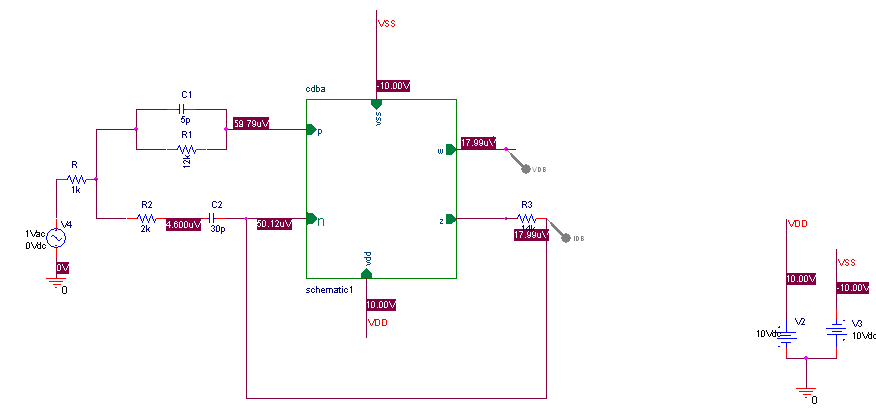 VSS
-10.00V
cdba
C1
5p
59.79uV
p
vss
R1
12k
w
17.99uV
VDB
R
1k
R2
2k
C2
30p
4.600uV
50.12uV
n
z
R3
14k
17.99uV
IDB
V4
1Vac
0Vdc
0V
0
vdd
schematic1
10.00V
VDD
VDD
VSS
10.00V
-10.00V
V2
10Vdc
V3
10Vdc
0